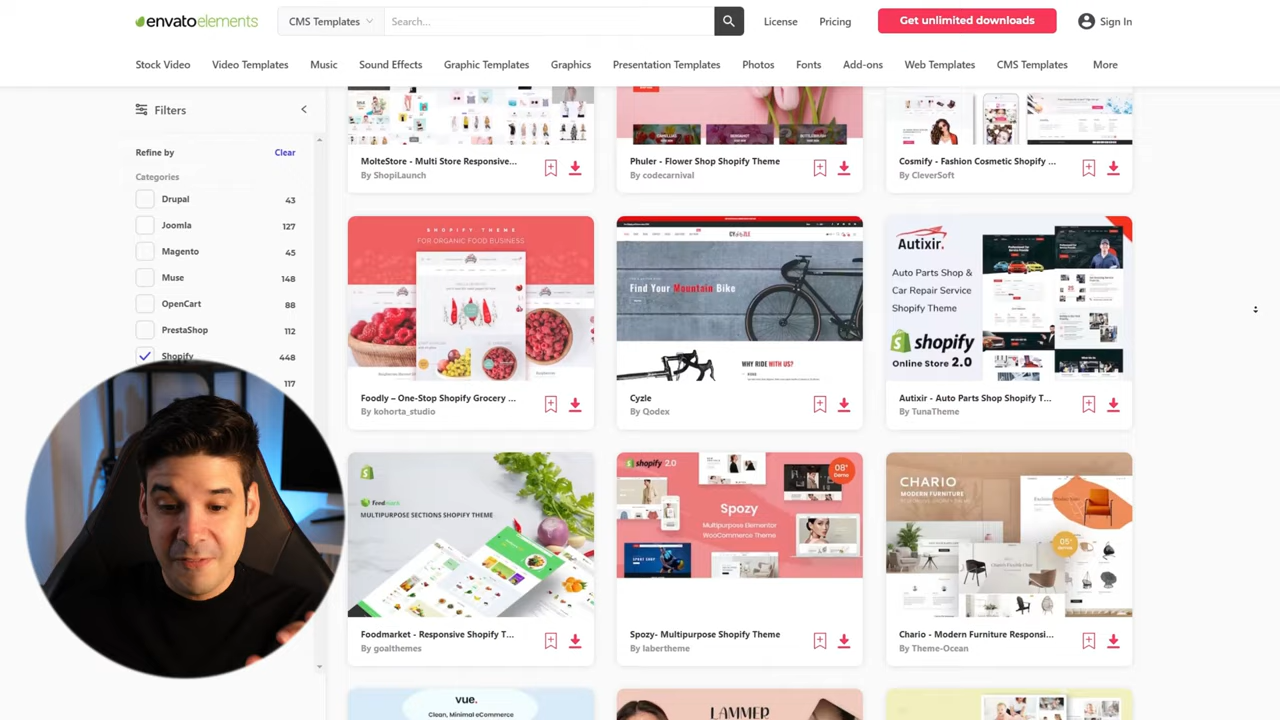 envato elements
CMS Templates
Search...
License
Pricing
Get unlimited downloads
Sign In
Stock Video
Video Templates
Music
Sound Effects
Graphic Templates
Graphics
Presentation Templates
Photos
Fonts
Add-ons
Web Templates
CMS Templates
More
Filters
Refine by
Clear
Categories
Drupal 43
Joomla 127
Magento 45
Muse 148
OpenCart 88
PrestaShop 112
Shopify 448
117
MolteStore - Multi Store Responsive...
By ShopiLaunch
Phuler - Flower Shop Shopify Theme
By codecarnival
Cosmify - Fashion Cosmetic Shopify ...
By CleverSoft
SHOPIFY THEME
FOR ORGANIC FOOD BUSINESS
Foodly – One-Stop Shopify Grocery ...
By kohorta_studio
Find Your Mountain Bike
WHY RIDE WITH US?
Cyzle
By Qodex
Autixir.
Auto Parts Shop &
Car Repair Service
Shopify Theme
shopify
Online Store 2.0
Autixir - Auto Parts Shop Shopify T...
By TunaTheme
MULTIPURPOSE SECTIONS SHOPIFY THEME
Foodmarket - Responsive Shopify T...
By goalthemes
shopify 2.0
08+
Demo
Spozy
Multipurpose Elementor
WooCommerce Theme
Spozy- Multipurpose Shopify Theme
By labertheme
CHARIO
MODERN FURNITURE
05+
Chario - Modern Furniture Responsi...
By Theme-Ocean
vue.
Clean, Minimal eCommerce
LAMMER